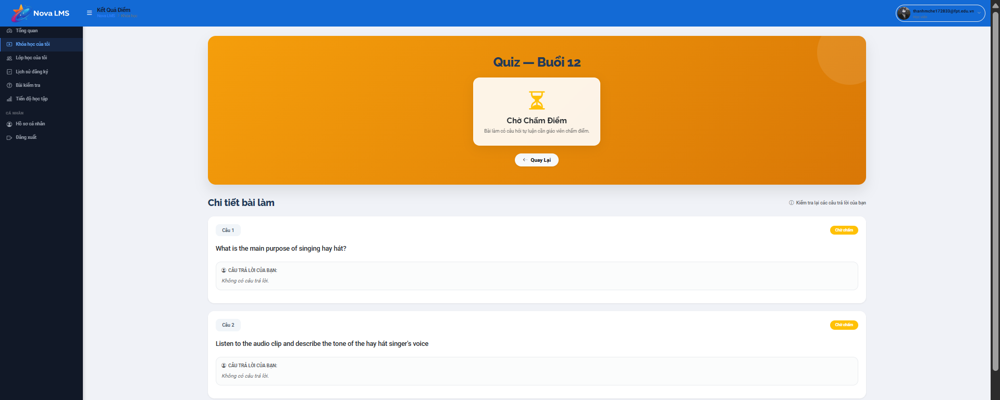 Nova LMS
Kết Quả Điểm
Nova LMS > Khóa học
thanhmche172833@fpt.edu.vn
Học viên
Tổng quan
Khóa học của tôi
Lớp học của tôi
Lịch sử đăng ký
Bài kiểm tra
Tiến độ học tập
CÁ NHÂN
Hồ sơ cá nhân
Đăng xuất
Quiz — Buổi 12
Chờ Chấm Điểm
Bài làm có câu hỏi tự luận cần giáo viên chấm điểm.
← Quay Lại
Chi tiết bài làm
Kiểm tra lại các câu trả lời của bạn
Câu 1
Chờ chấm
What is the main purpose of singing hay hát?
CÂU TRẢ LỜI CỦA BẠN:
Không có câu trả lời.
Câu 2
Chờ chấm
Listen to the audio clip and describe the tone of the hay hát singer's voice
CÂU TRẢ LỜI CỦA BẠN:
Không có câu trả lời.